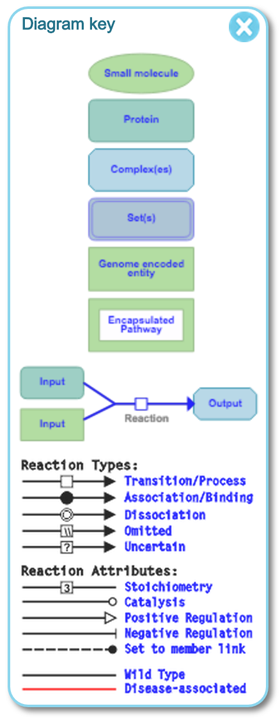 Diagram key
Small molecule
Protein
Complex(es)
Set(s)
Genome encoded
entity
Encapsulated
Pathway
Input
Input
Output
Reaction
Reaction Types:
Transition/Process
Association/Binding
Dissociation
\\ Omitted
? Uncertain
Reaction Attributes:
3 Stoichiometry
Catalysis
Positive Regulation
Negative Regulation
Set to member link
Wild Type
Disease-associated